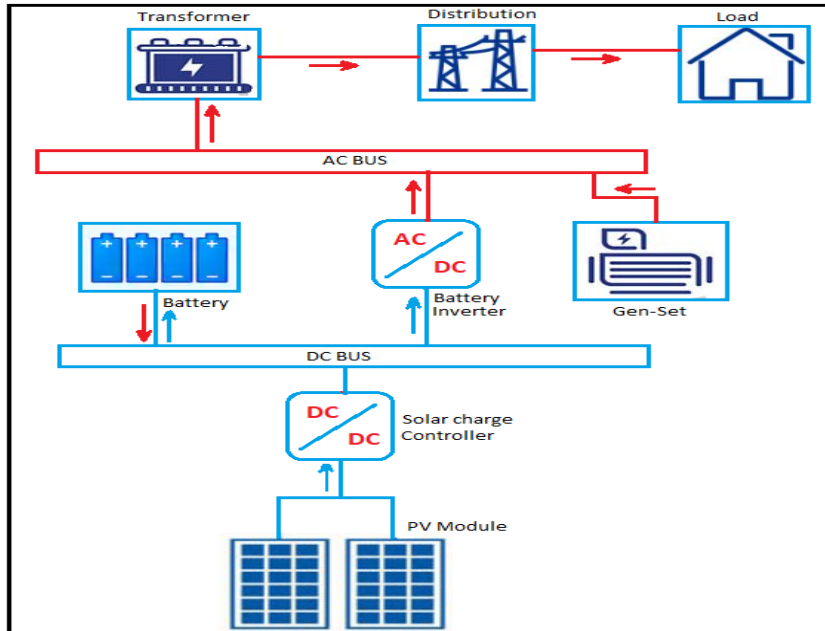 Transformer
Distribution
Load
AC BUS
AC
DC
Battery
Battery
Inverter
Gen-Set
DC BUS
DC
DC
Solar charge
Controller
PV Module